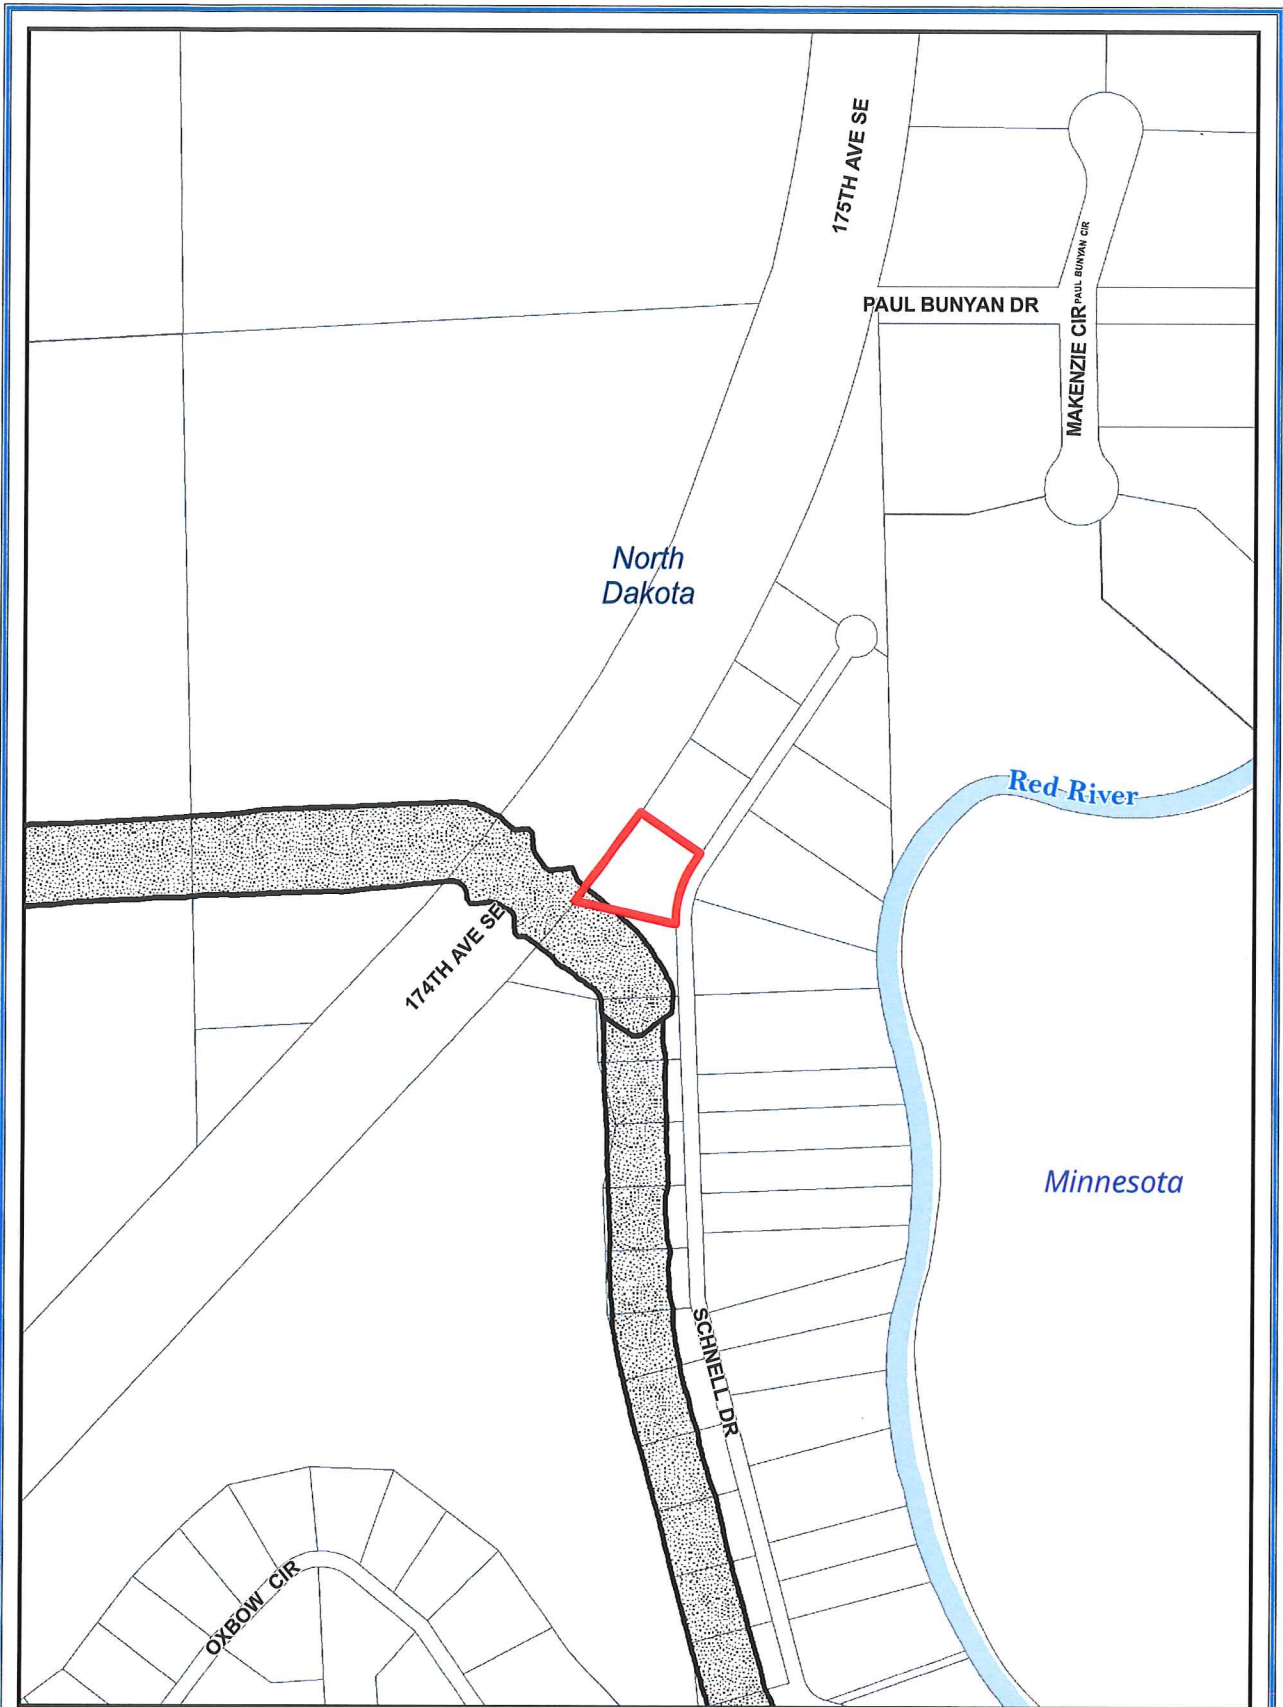 175TH AVE SE
PAUL BUNYAN CIR
PAUL BUNYAN DR
MAKENZIE CIR
North
Dakota
Red River
174TH AVE SE
Minnesota
SCHNELL DR
OXBOW CIR